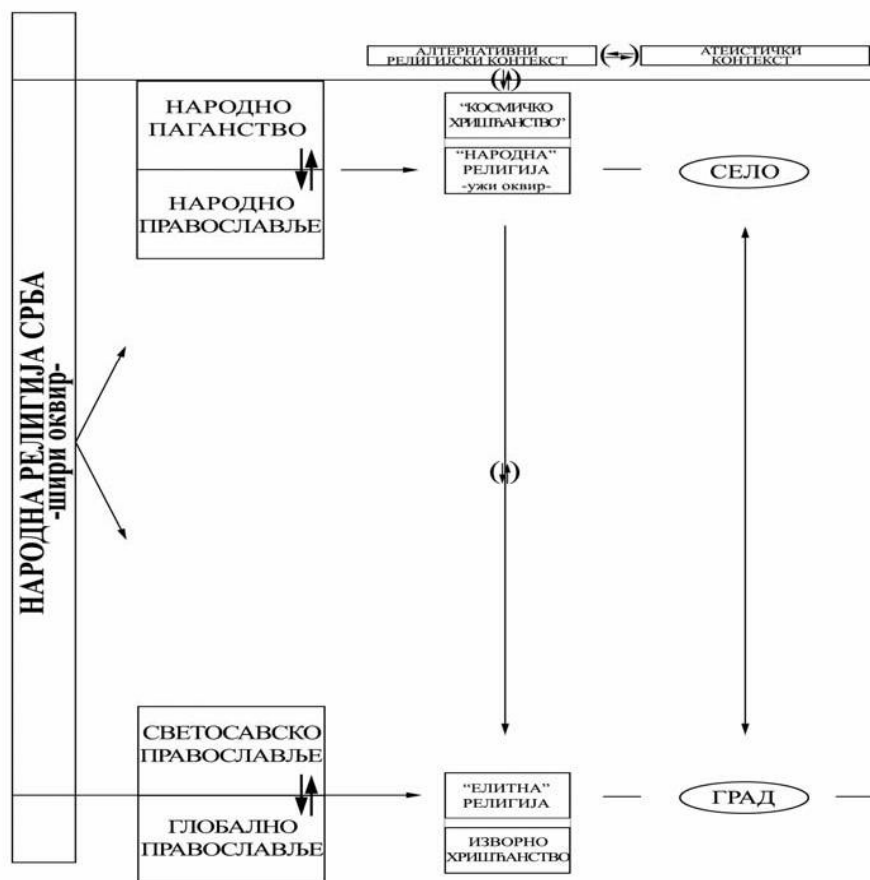 НАРОДНА РЕЛИГИЈА СРБА
-шири оквир-
АЛТЕРНАТИВНИ
РЕЛИГИЈСКИ КОНТЕКСТ
АТЕИСТИЧКИ
КОНТЕКСТ
НАРОДНО
ПАГАНСТВО
НАРОДНО
ПРАВОСЛАВЉЕ
“КОСМИЧКО
ХРИШЋАНСТВО”
“НАРОДНА”
РЕЛИГИЈА
-ужи оквир-
СЕЛО
СВЕТОСАВСКО
ПРАВОСЛАВЉЕ
ГЛОБАЛНО
ПРАВОСЛАВЉЕ
“ЕЛИТНА”
РЕЛИГИЈА
ИЗВОРНО
ХРИШЋАНСТВО
ГРАД